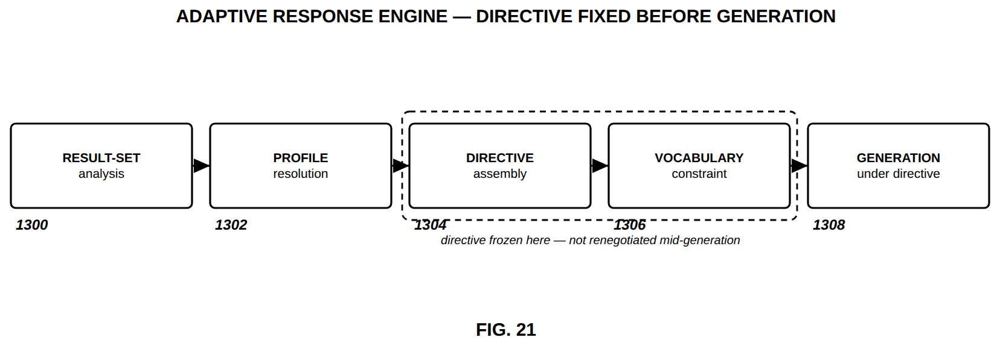 ADAPTIVE RESPONSE ENGINE — DIRECTIVE FIXED BEFORE GENERATION
RESULT-SET
analysis
PROFILE
resolution
DIRECTIVE
assembly
VOCABULARY
constraint
GENERATION
under directive
1300
1302
1304
1306
1308
directive frozen here — not renegotiated mid-generation
FIG. 21